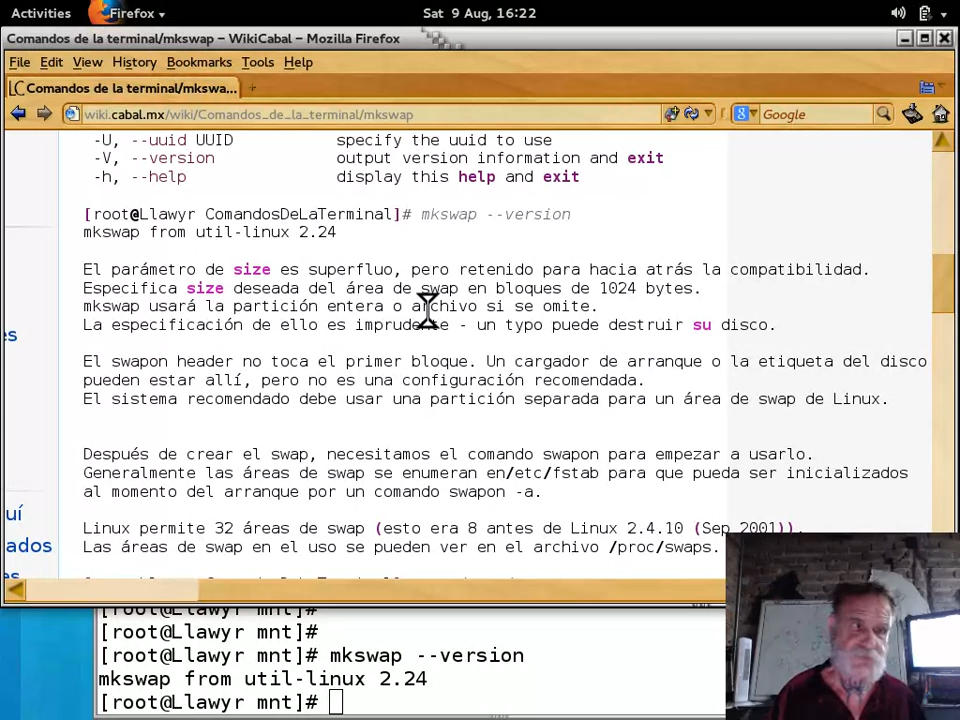 Activities Firefox Sat 9 Aug, 16:22
Comandos de la terminal/mkswap – WikiCabal – Mozilla Firefox
File Edit View History Bookmarks Tools Help
Comandos de la terminal/mkswa...
wiki.cabal.mx/wiki/Comandos_de_la_terminal/mkswap Google
-U, --uuid UUID specify the uuid to use
-V, --version output version information and exit
-h, --help display this help and exit
[root@Llawyr ComandosDeLaTerminal]# mkswap --version
mkswap from util-linux 2.24
El parámetro de size es superfluo, pero retenido para hacia atrás la compatibilidad.
Especifica size deseada del área de swap en bloques de 1024 bytes.
mkswap usará la partición entera o archivo si se omite.
La especificación de ello es imprudente - un typo puede destruir su disco.
El swapon header no toca el primer bloque. Un cargador de arranque o la etiqueta del disco
pueden estar allí, pero no es una configuración recomendada.
El sistema recomendado debe usar una partición separada para un área de swap de Linux.
Después de crear el swap, necesitamos el comando swapon para empezar a usarlo.
Generalmente las áreas de swap se enumeran en/etc/fstab para que pueda ser inicializados
al momento del arranque por un comando swapon -a.
Linux permite 32 áreas de swap (esto era 8 antes de Linux 2.4.10 (Sep 2001)).
Las áreas de swap en el uso se pueden ver en el archivo /proc/swaps.
es
uí
ados
[root@Llawyr mnt]#
[root@Llawyr mnt]#
[root@Llawyr mnt]# mkswap --version
mkswap from util-linux 2.24
[root@Llawyr mnt]#